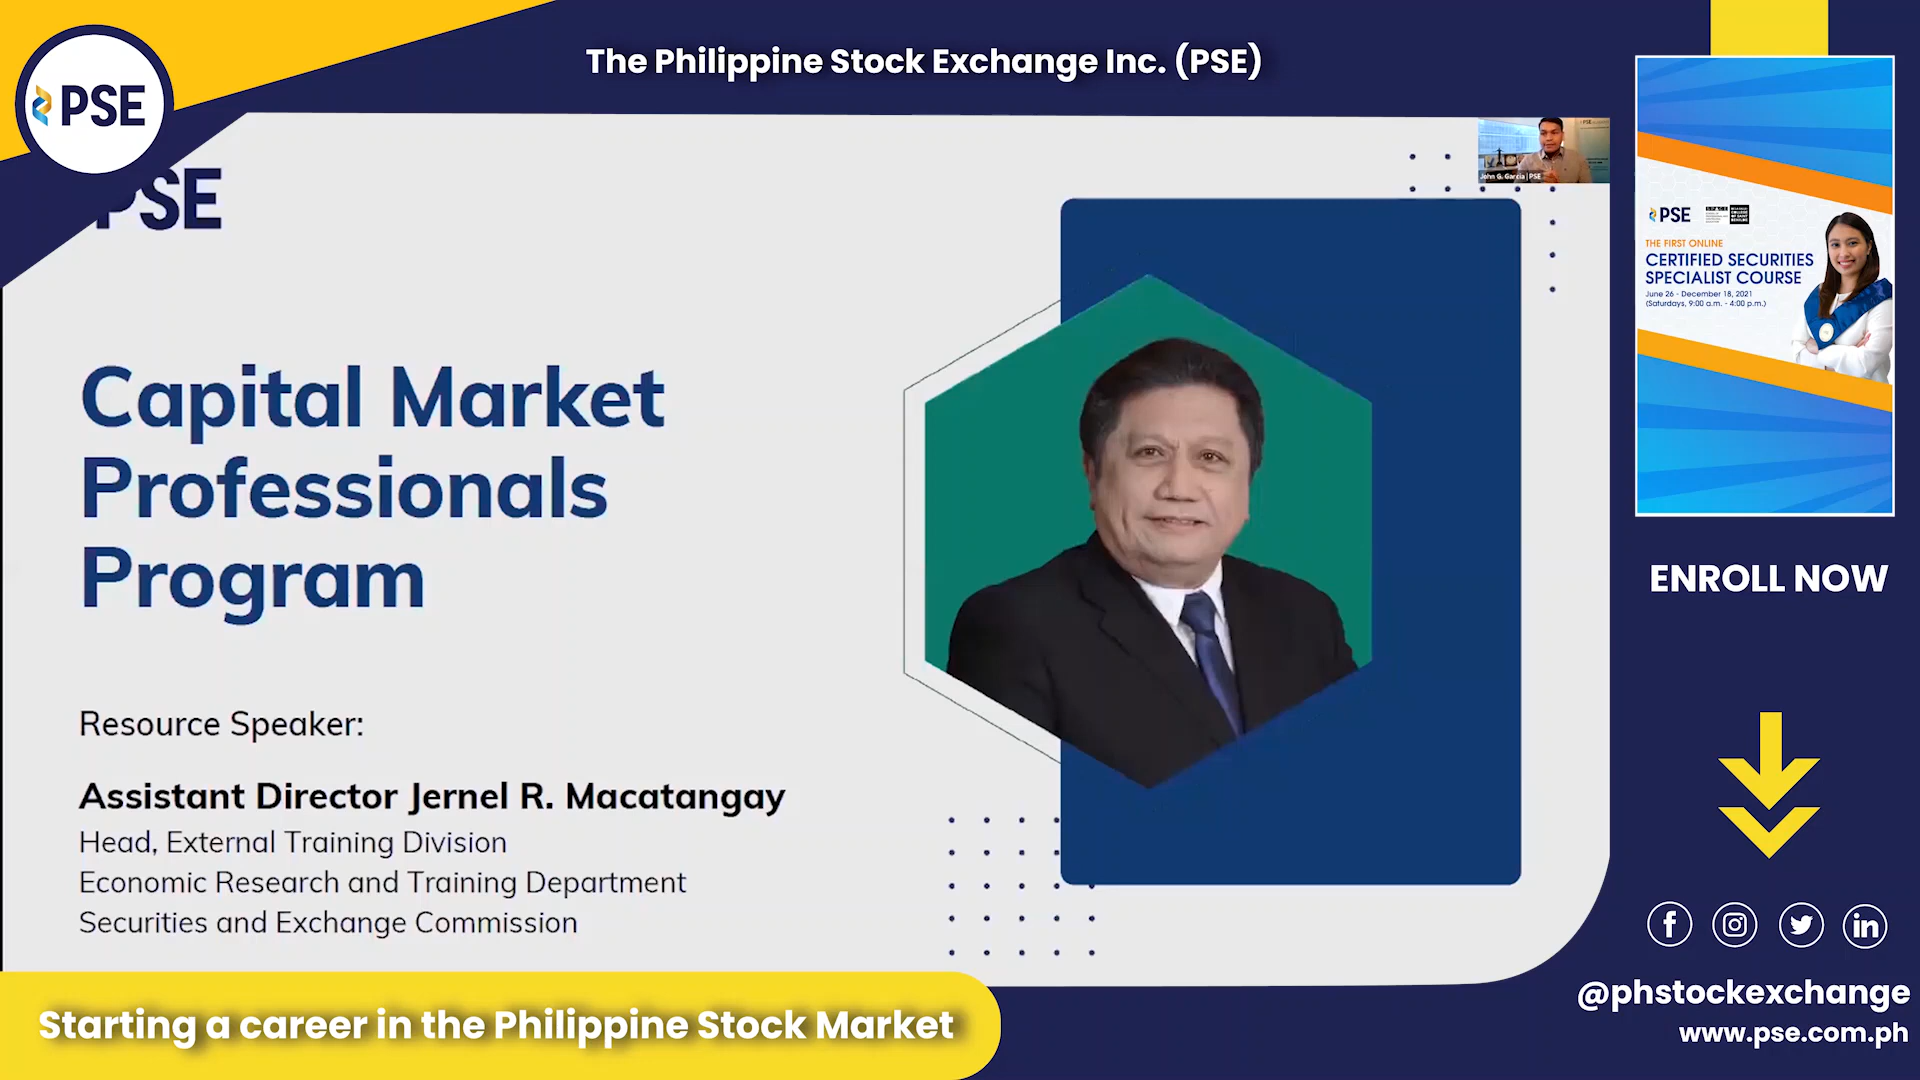 The Philippine Stock Exchange Inc. (PSE)
PSE
PSE
John G. Garcia | PSE
Capital Market
Professionals
Program
Resource Speaker:
Assistant Director Jernel R. Macatangay
Head, External Training Division
Economic Research and Training Department
Securities and Exchange Commission
Starting a career in the Philippine Stock Market
PSE
THE FIRST ONLINE
CERTIFIED SECURITIES
SPECIALIST COURSE
June 26 - December 18, 2021
(Saturdays, 9:00 a.m. - 4:00 p.m.)
ENROLL NOW
@phstockexchange
www.pse.com.ph